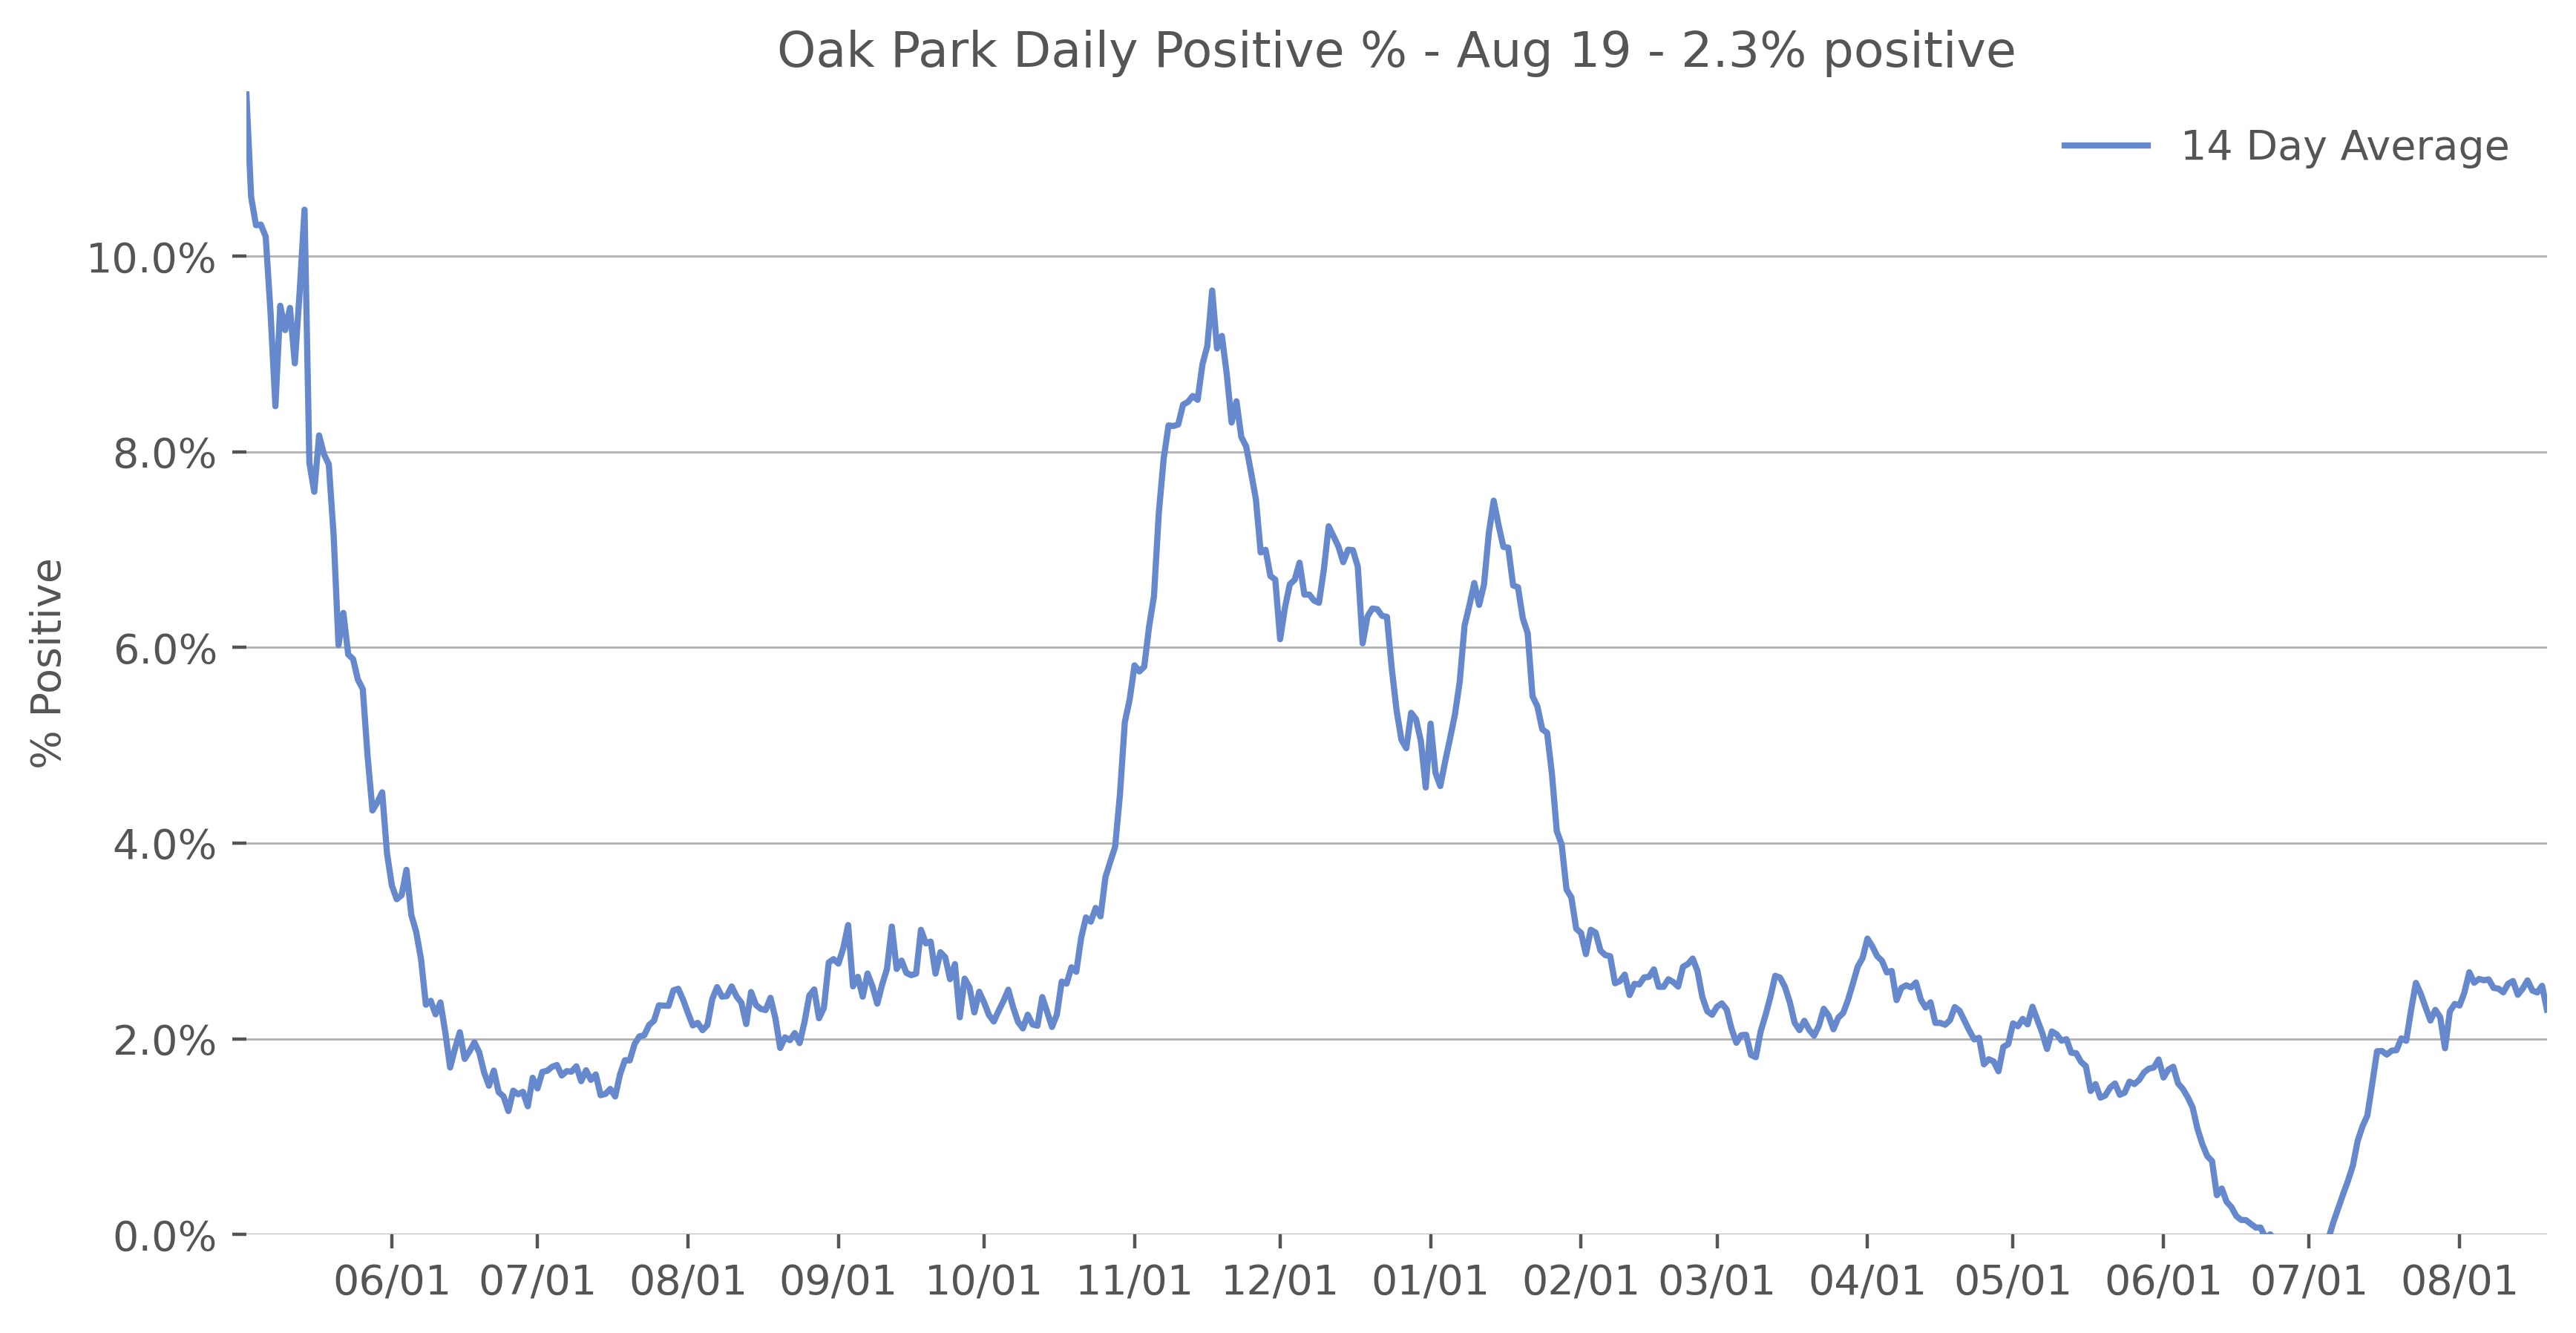 Oak Park Daily Positive % - Aug 19 - 2.3% positive
14 Day Average
% Positive
10.0%
8.0%
6.0%
4.0%
2.0%
0.0%
06/01 07/01 08/01 09/01 10/01 11/01 12/01 01/01 02/01 03/01 04/01 05/01 06/01 07/01 08/01